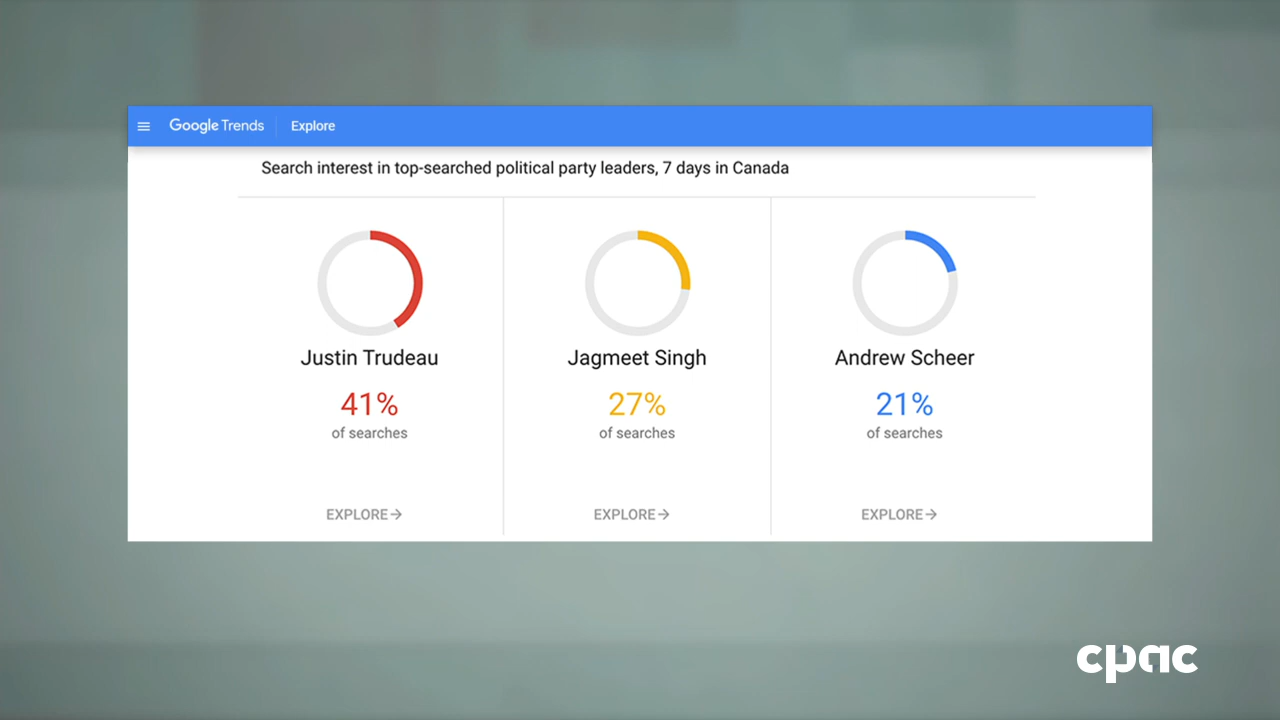 Google Trends Explore
Search interest in top-searched political party leaders, 7 days in Canada
Justin Trudeau
41%
of searches
EXPLORE→
Jagmeet Singh
27%
of searches
EXPLORE→
Andrew Scheer
21%
of searches
EXPLORE→
cpac